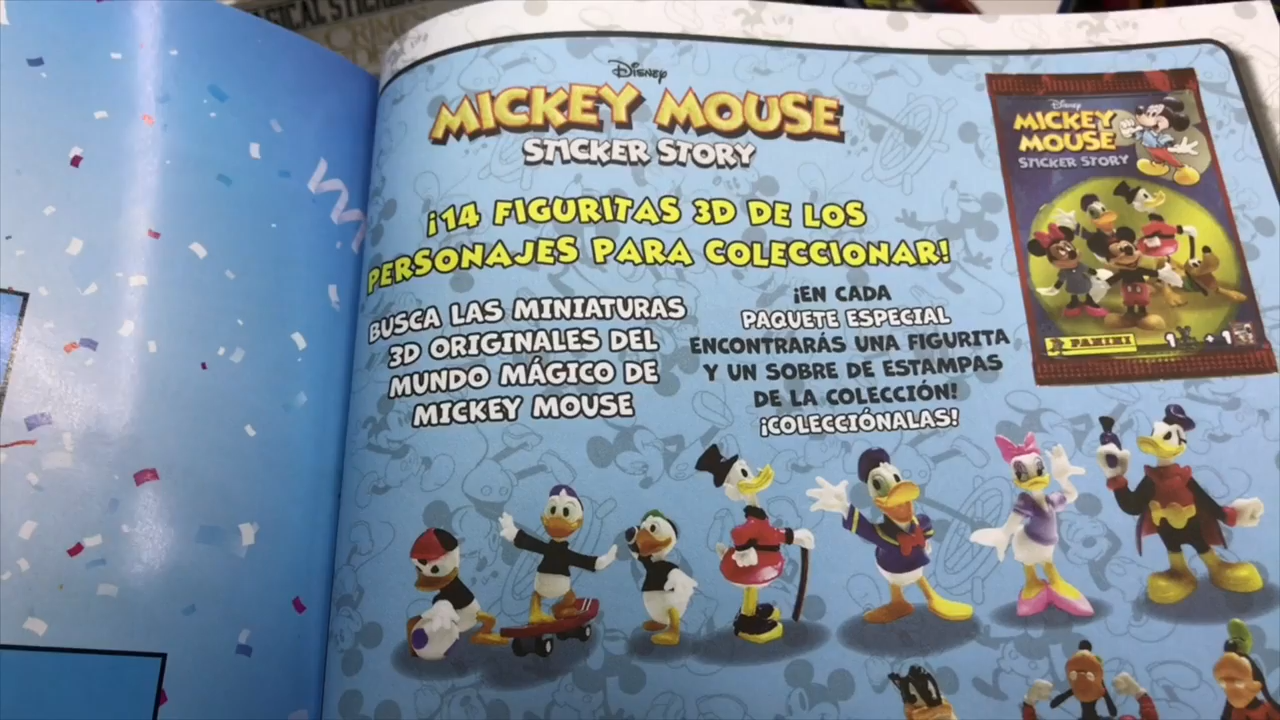 DISNEY
MICKEY MOUSE
STICKER STORY
¡14 FIGURITAS 3D DE LOS
PERSONAJES PARA COLECCIONAR!
BUSCA LAS MINIATURAS
3D ORIGINALES DEL
MUNDO MÁGICO DE
MICKEY MOUSE
¡EN CADA
PAQUETE ESPECIAL
ENCONTRARÁS UNA FIGURITA
Y UN SOBRE DE ESTAMPAS
DE LA COLECCIÓN!
¡COLECCIÓNALAS!
DISNEY
MICKEY
MOUSE
STICKER STORY
PANINI
1 + 1